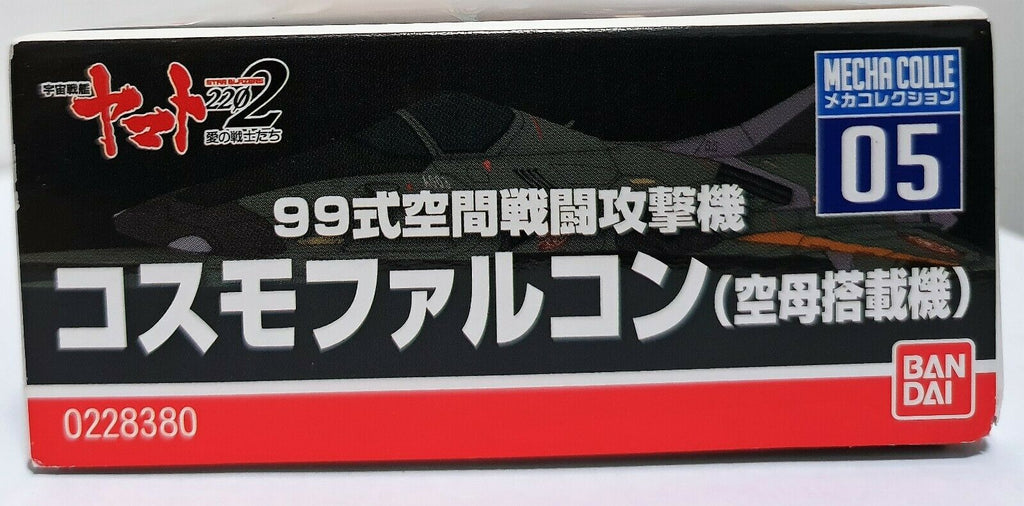 宇宙戦艦
ヤマト
STAR BLAZERS
2202
愛の戦士たち
MECHA COLLE
メカコレクション
05
99式空間戦闘攻撃機
コスモファルコン(空母搭載機)
BAN
DAI
0228380